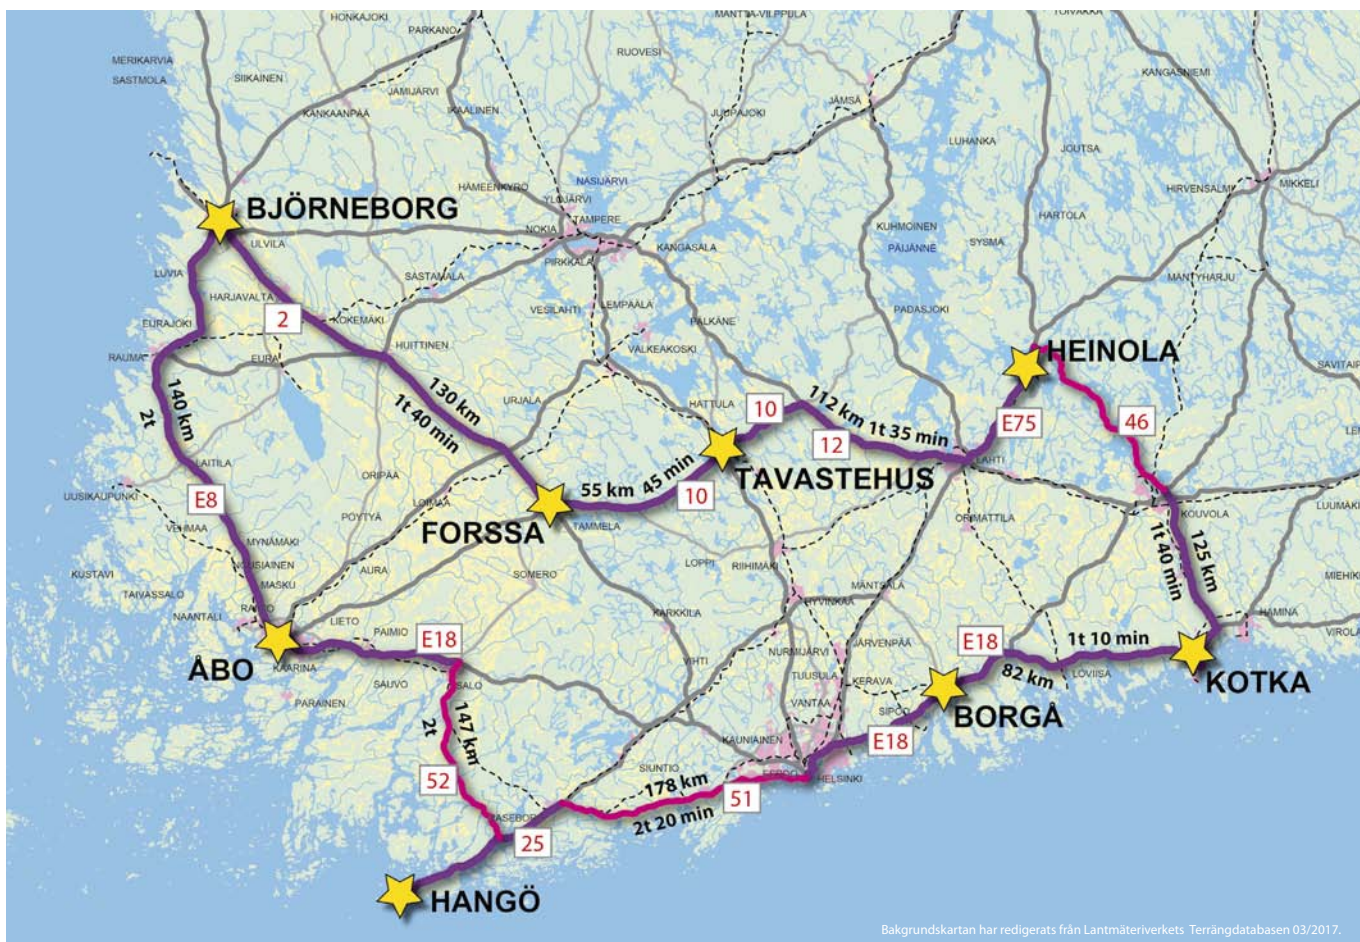 HONKAJOKI
PARKANO
MÄNTTÄ-VILPPULA
TOIVAKKA
MERIKARVIA
SASTMOLA
SIIKAINEN
RUOVESI
KANGASNIEMI
JÄMIJÄRVI
KANKAANPÄÄ
IKAALINEN
JUUPAJOKI
JÄMSÄ
LUHANKA
JOUTSA
HÄMEENKYRÖ
NÄSIJÄRVI
YLÖJÄRVI
HIRVENSALMI
MIKKELI
BJÖRNEBORG
TAMPERE
NOKIA
KANGASALA
KUHMOINEN
HARTOLA
ULVILA
PIRKKALA
PÄIJÄNNE
SYSMÄ
LUVIA
SASTAMALA
MÄNTYHARJU
HARJAVALTA
VESILAHTI
LEMPÄÄLÄ
PADASJOKI
EURAJOKI
2
KOKEMÄKI
PÄLKÄNE
RAUMA
EURA
HUITTINEN
VALKEAKOSKI
HEINOLA
140 km
2t
130 km
1t 40 min
URJALA
HATTULA
10
112 km 1t 35 min
E75
46
12
LAITILA
ORIPÄÄ
TAVASTEHUS
LAHTI
UUSIKAUPUNKI
E8
LOIMAA
55 km
45 min
10
KOUVOLA
LUUMÄKI
VEHMAA
PÖYTYÄ
FORSSA
TAMMELA
ORIMATTILA
MYNÄMÄKI
NOUSIAINEN
1t 40 min
125 km
KUSTAVI
TAIVASSALO
MASKU
AURA
SOMERO
LOPPI
RIIHIMÄKI
MÄNTSÄLÄ
NAANTALI
RAISIO
LIETO
KARKKILA
HYVINKÄÄ
HAMINA
PAIMIO
E18
NURMIJÄRVI
JÄRVENPÄÄ
E18
1t 10 min
ÅBO
KAARINA
VIHTI
TUUSULA
KERAVA
82 km
LOVIISA
KOTKA
SAUVO
SALO
PARAINEN
VANTAA
SIPOO
BORGÅ
147 km
2t
KAUNIAINEN
E18
52
SIUNTIO
178 km
ESPOO
HELSINKI
51
2t 20 min
25
HANGÖ
Bakgrundskartan har redigerats från Lantmäteriverkets Terrängdatabasen 03/2017.